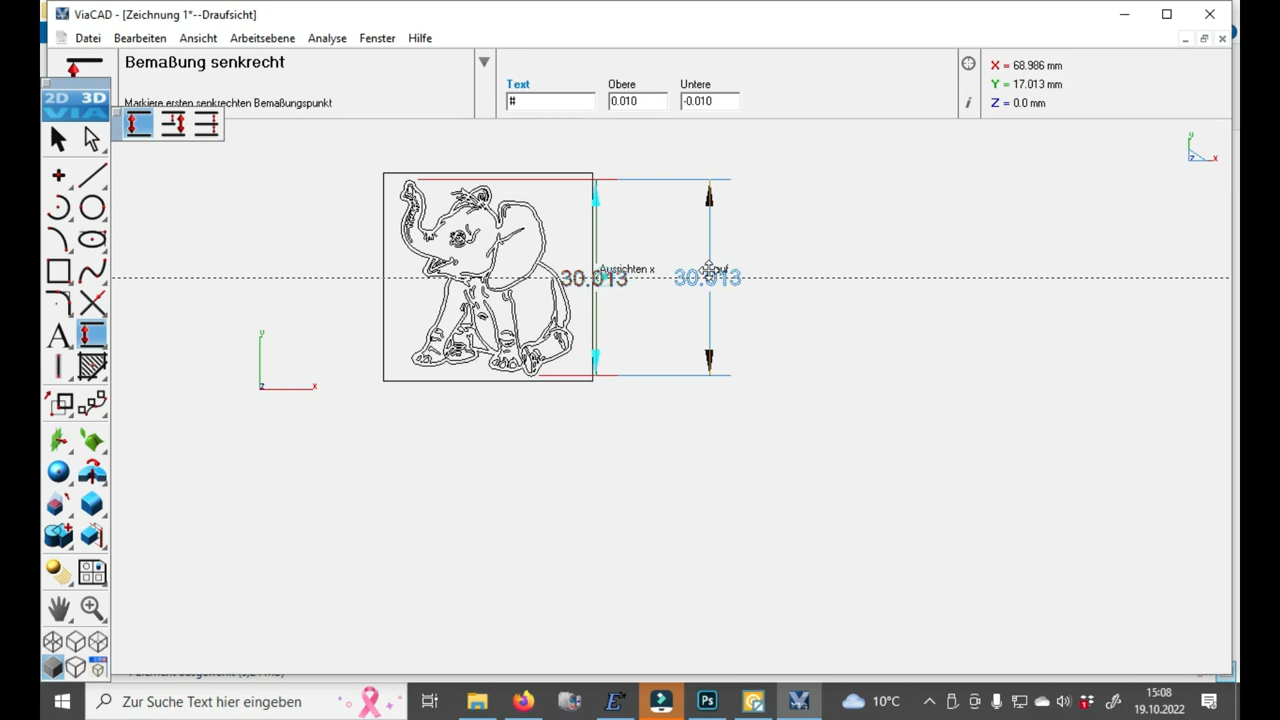 ViaCAD - [Zeichnung 1*--Draufsicht]
Datei Bearbeiten Ansicht Arbeitsebene Analyse Fenster Hilfe
Bemaßung senkrecht
Markiere ersten senkrechten Bemaßungspunkt
Text Obere Untere
# 0.010 -0.010
X = 68.986 mm
Y = 17.013 mm
Z = 0.0 mm
2D 3D
VIA
y
z x
Ausrichten x
30.013
30.013
y
z x
A
Zur Suche Text hier eingeben
Ps
10°C
15:08
19.10.2022